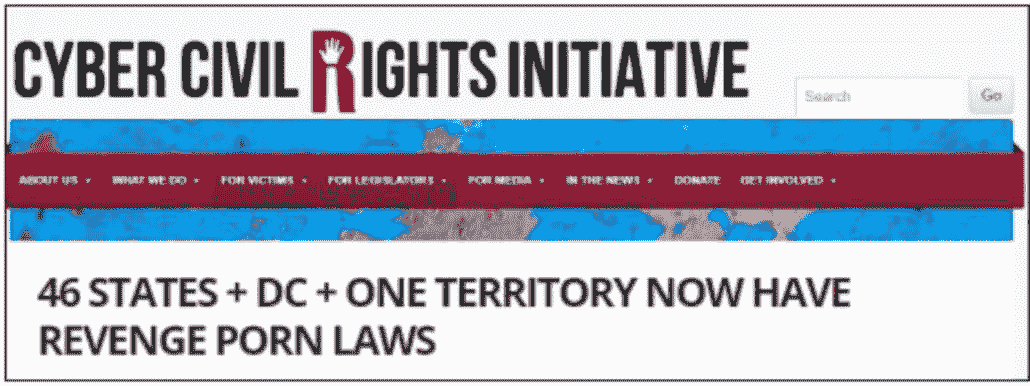 CYBER CIVIL RIGHTS INITIATIVE
Search
Go
ABOUT US WHAT WE DO FOR VICTIMS FOR LEGISLATORS FOR MEDIA IN THE NEWS DONATE GET INVOLVED
46 STATES + DC + ONE TERRITORY NOW HAVE
REVENGE PORN LAWS